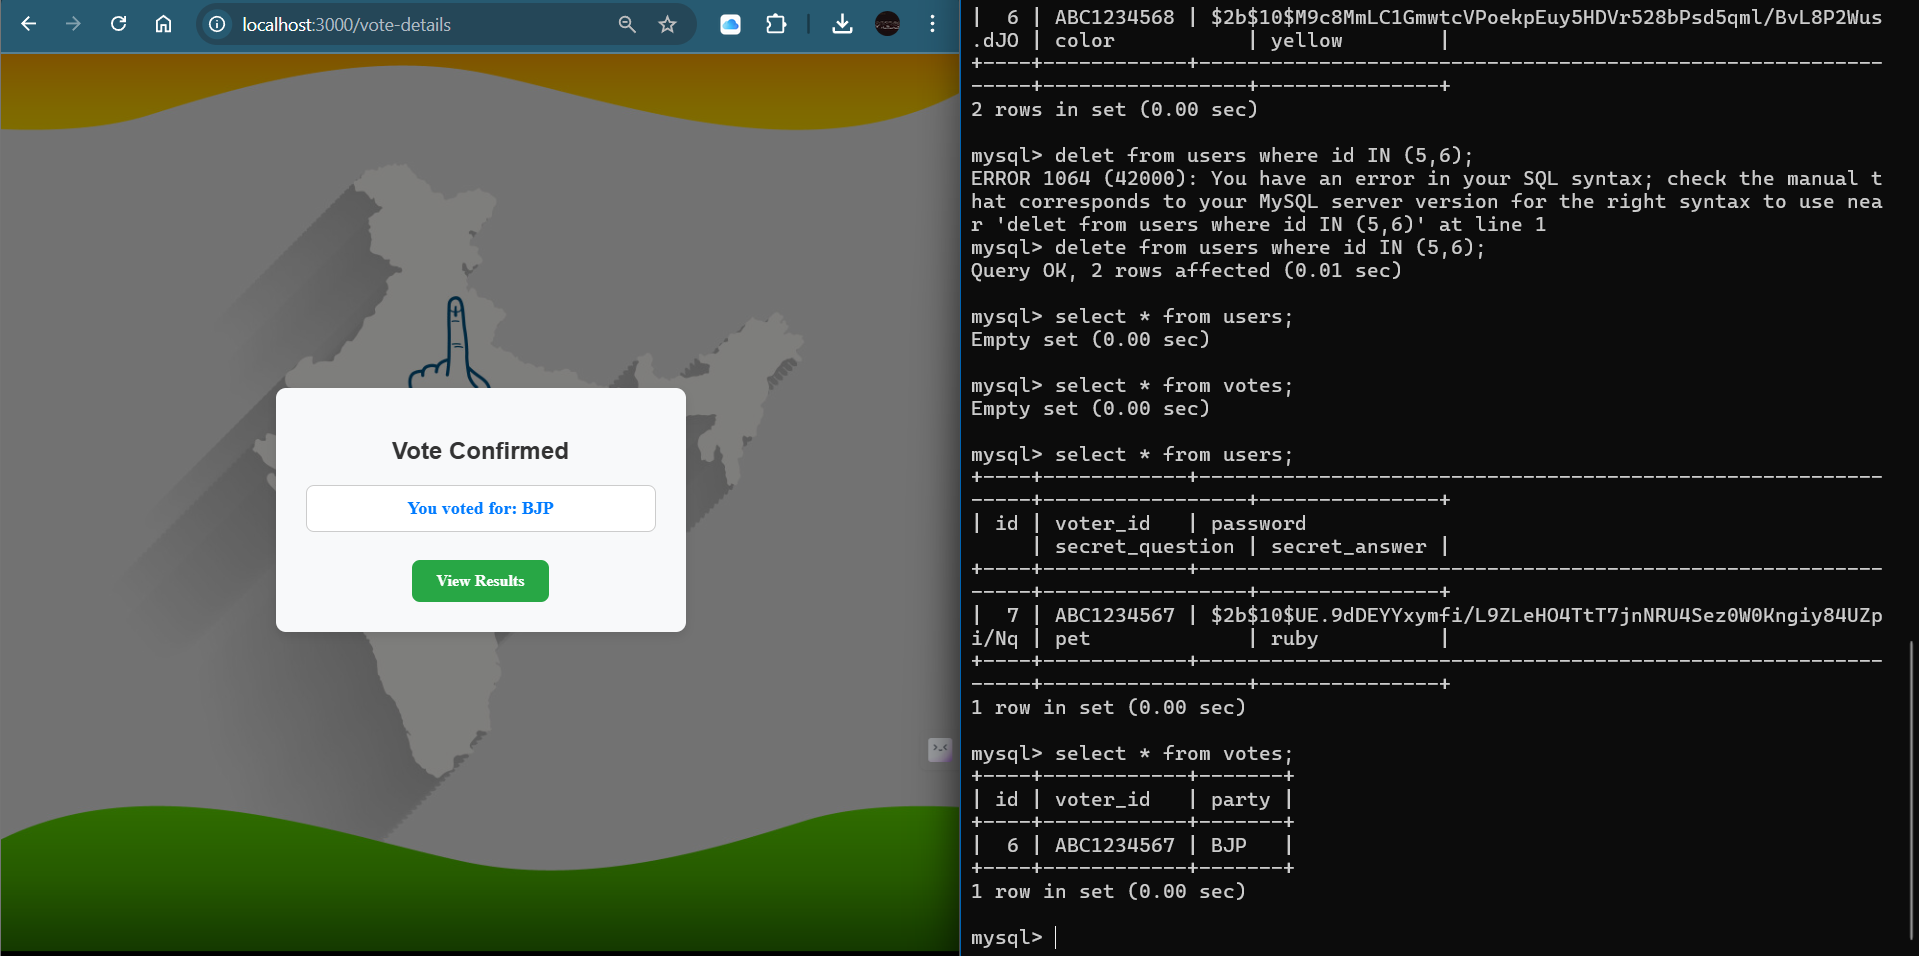 localhost:3000/vote-details
Vote Confirmed
You voted for: BJP
View Results
|  6 | ABC1234568 | $2b$10$M9c8MmLC1GmwtcVPoekpEuy5HDVr528bPsd5qml/BvL8P2Wus
.dJO | color           | yellow        |
+----+------------+---------------------------------------------------------
-----+-----------------+---------------+
2 rows in set (0.00 sec)
mysql> delet from users where id IN (5,6);
ERROR 1064 (42000): You have an error in your SQL syntax; check the manual t
hat corresponds to your MySQL server version for the right syntax to use nea
r 'delet from users where id IN (5,6)' at line 1
mysql> delete from users where id IN (5,6);
Query OK, 2 rows affected (0.01 sec)
mysql> select * from users;
Empty set (0.00 sec)
mysql> select * from votes;
Empty set (0.00 sec)
mysql> select * from users;
+----+------------+---------------------------------------------------------
-----+-----------------+---------------+
| id | voter_id   | password
     | secret_question | secret_answer |
+----+------------+---------------------------------------------------------
-----+-----------------+---------------+
|  7 | ABC1234567 | $2b$10$UE.9dDEYYxymfi/L9ZLeHO4TtT7jnNRU4Sez0W0Kngiy84UZp
i/Nq | pet             | ruby          |
+----+------------+---------------------------------------------------------
-----+-----------------+---------------+
1 row in set (0.00 sec)
mysql> select * from votes;
+----+------------+-------+
| id | voter_id   | party |
+----+------------+-------+
|  6 | ABC1234567 | BJP   |
+----+------------+-------+
1 row in set (0.00 sec)
mysql>